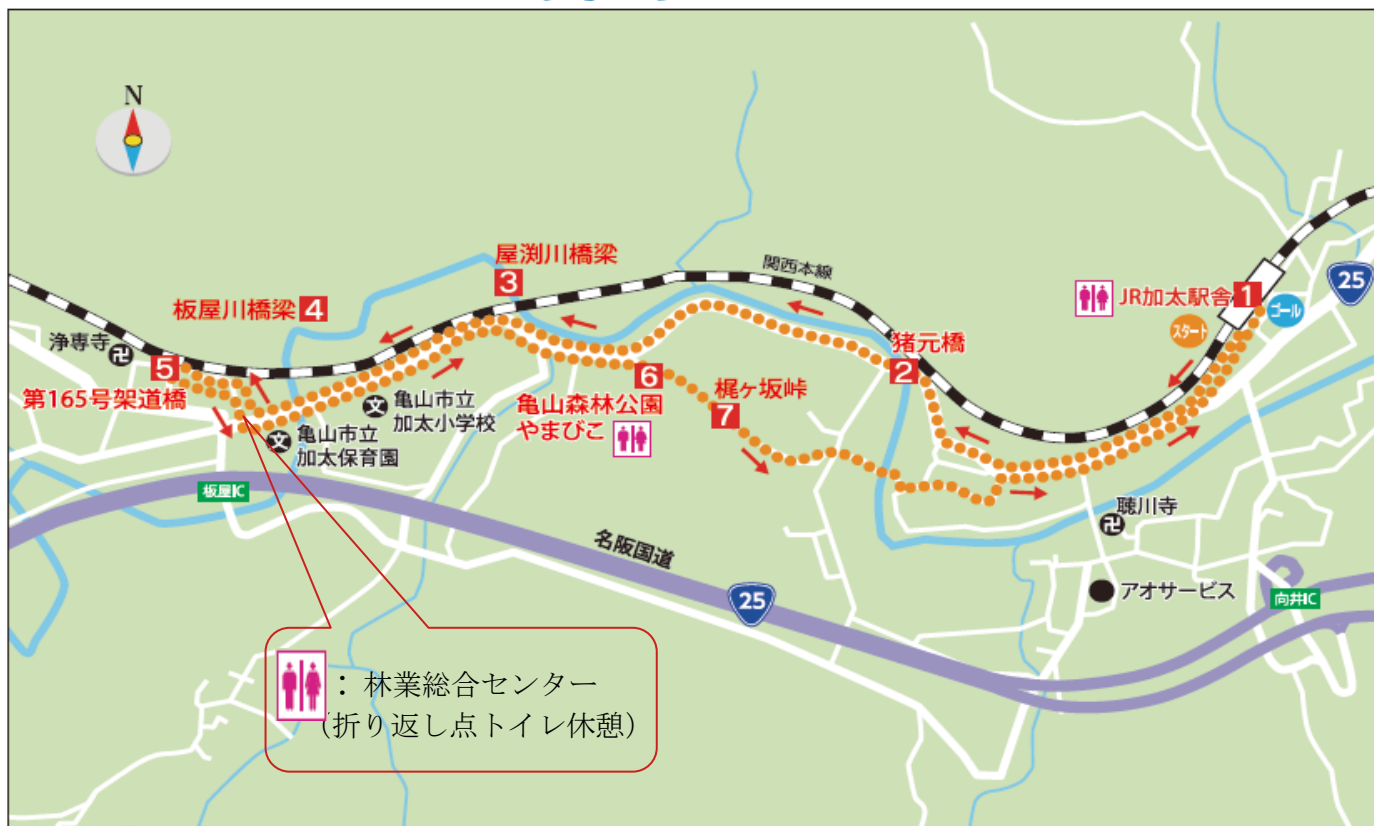 N
屋渕川橋梁
3
関西本線
25
板屋川橋梁 4
JR加太駅舎 1
スタート
ゴール
浄専寺
5
第165号架道橋
猪元橋
2
6
亀山森林公園
やまびこ
梶ヶ坂峠
7
亀山市立
加太小学校
文
亀山市立
加太保育園
文
板屋IC
名阪国道
25
聴川寺
アオサービス
向井IC
：林業総合センター
（折り返し点トイレ休憩）